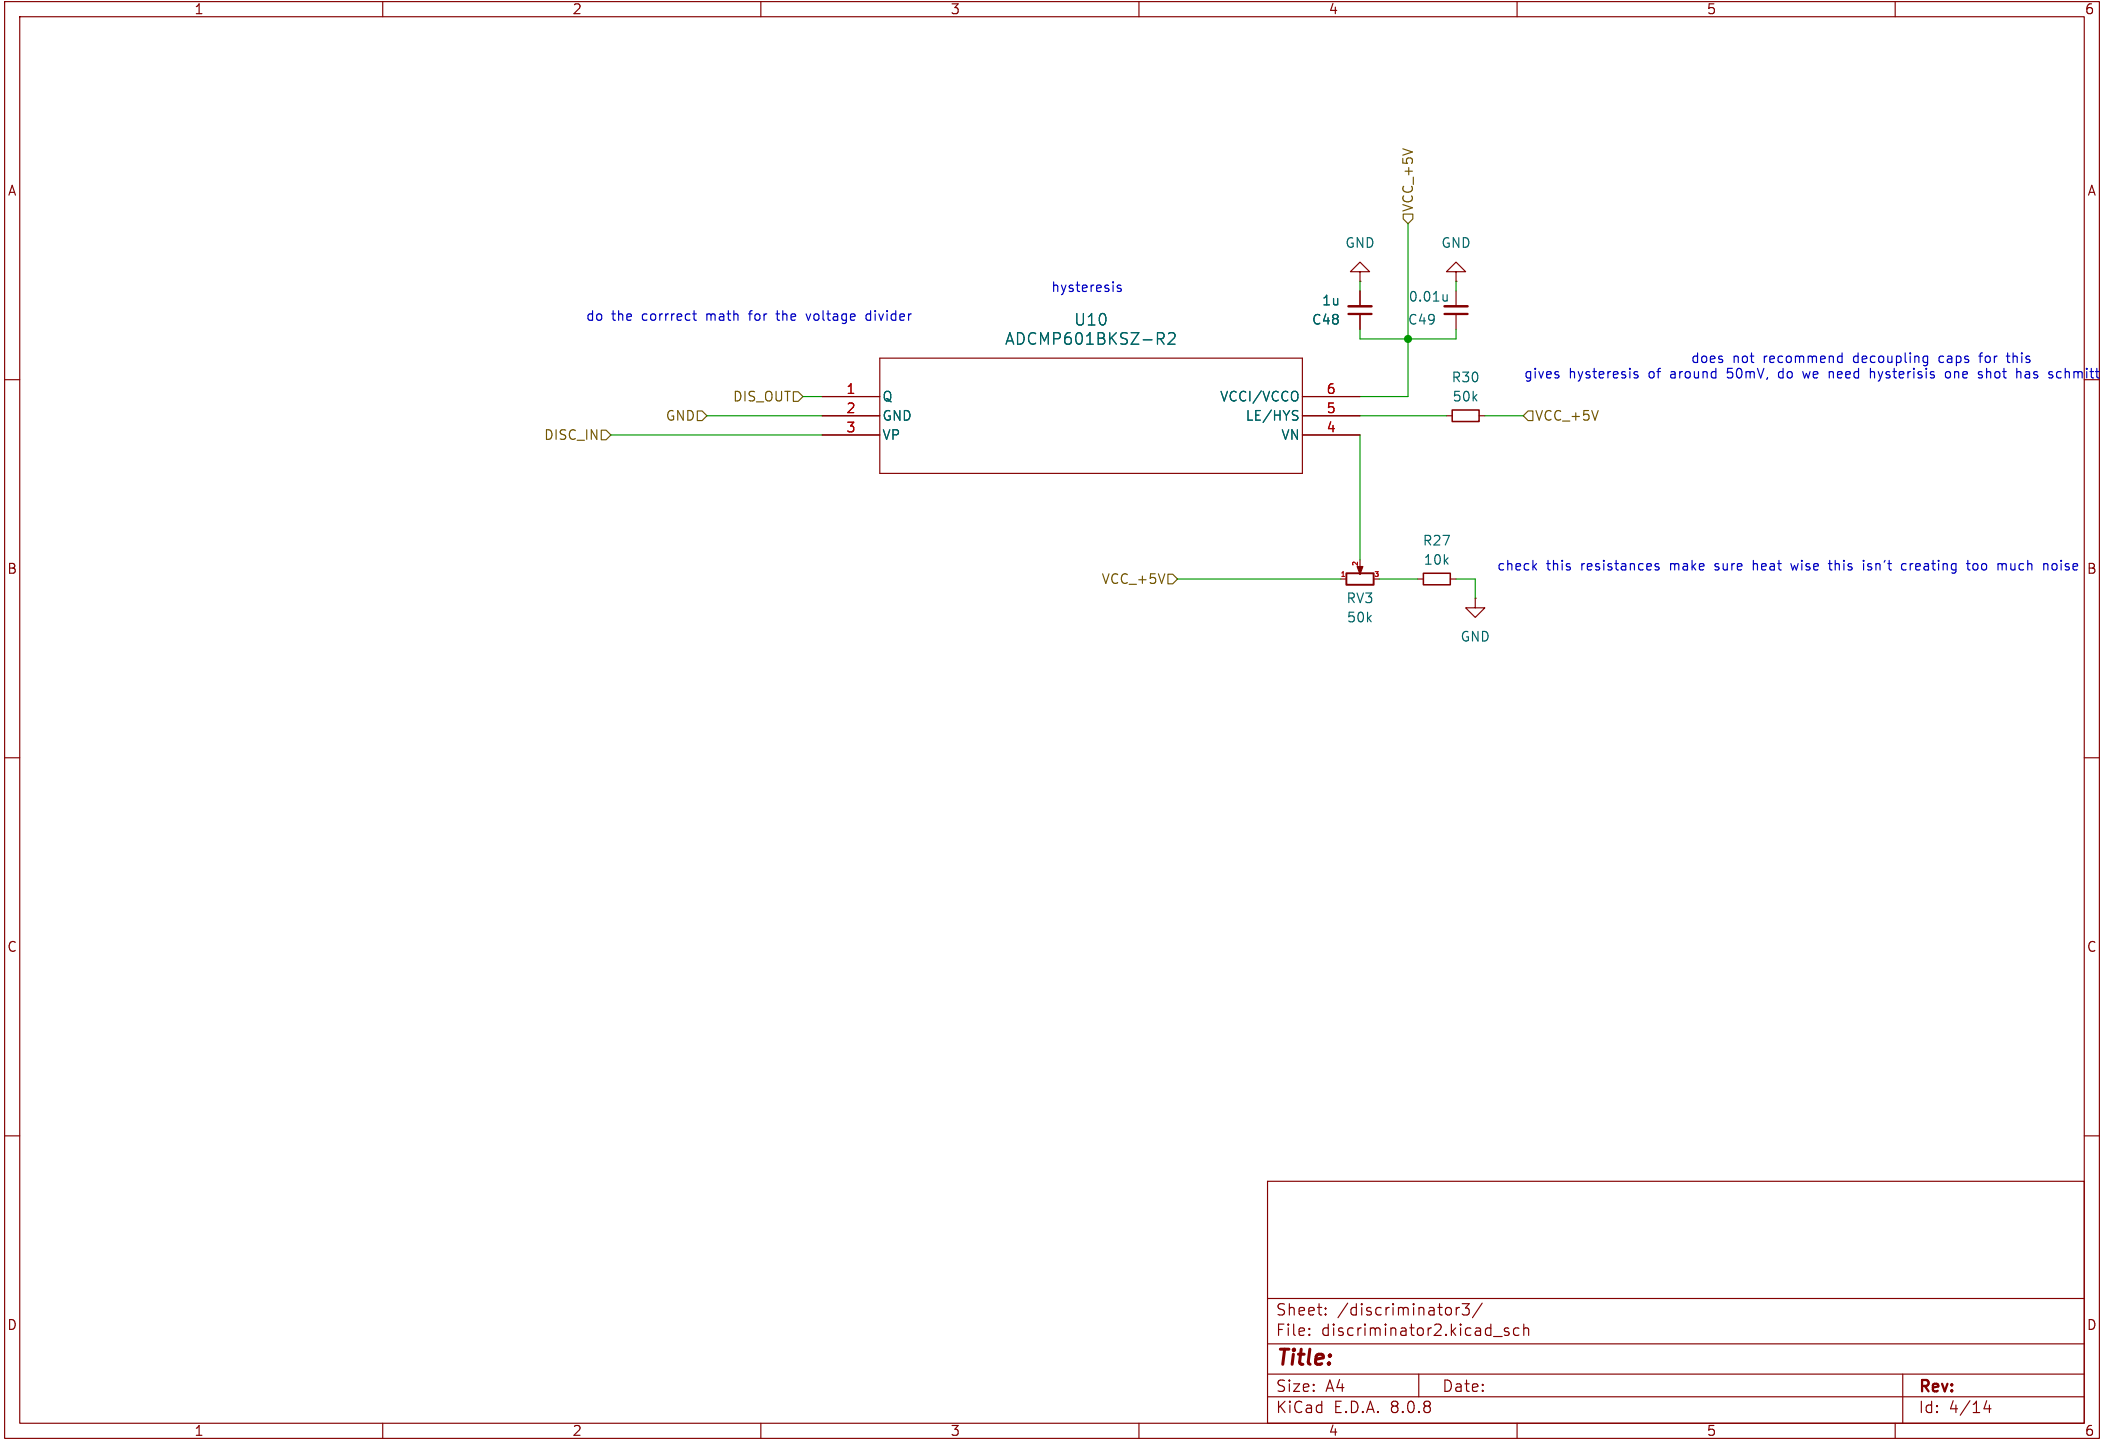 1 2 3 4 5 6
A A
VCC_+5V
GND GND
hysteresis
1u 0.01u
do the corrrect math for the voltage divider
U10
C48 C49
ADCMP601BKSZ-R2
does not recommend decoupling caps for this
gives hysteresis of around 50mV, do we need hysterisis one shot has schmitt
R30
50k
DIS_OUT 1 Q VCCI/VCCO 6
GND 2 GND LE/HYS 5 VCC_+5V
DISC_IN 3 VP VN 4
R27
10k
check this resistances make sure heat wise this isn't creating too much noise
B B
VCC_+5V 1 2 3
RV3
50k
GND
C C
Sheet: /discriminator3/
File: discriminator2.kicad_sch
D D
Title:
Size: A4 Date: Rev:
KiCad E.D.A. 8.0.8 Id: 4/14
1 2 3 4 5 6